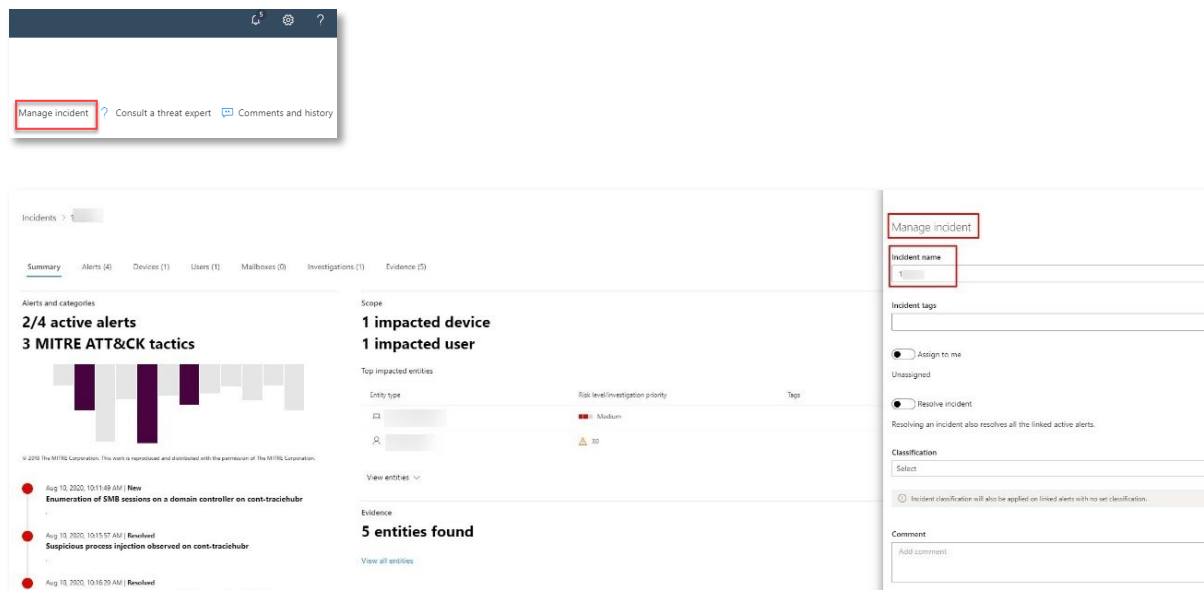 5
?
Manage incident ? Consult a threat expert Comments and history
Incidents > 1
Summary Alerts (4) Devices (1) Users (1) Mailboxes (0) Investigations (1) Evidence (5)
Alerts and categories
2/4 active alerts
3 MITRE ATT&CK tactics
© 2018 The MITRE Corporation. This work is reproduced and distributed with the permission of The MITRE Corporation.
Aug 10, 2020, 10:11:49 AM | New
Enumeration of SMB sessions on a domain controller on cont-traciehubr
Aug 10, 2020, 10:15:57 AM | Resolved
Suspicious process injection observed on cont-traciehubr
Aug 10, 2020, 10:16:20 AM | Resolved
Scope
1 impacted device
1 impacted user
Top impacted entities
Entity type Risk level/investigation priority Tags
Medium
View entities
Evidence
5 entities found
View all entities
Manage incident
Incident name
1
Incident tags
Assign to me
Unassigned
Resolve incident
Resolving an incident also resolves all the linked active alerts.
Classification
Select
Incident classification will also be applied on linked alerts with no set classification.
Comment
Add comment